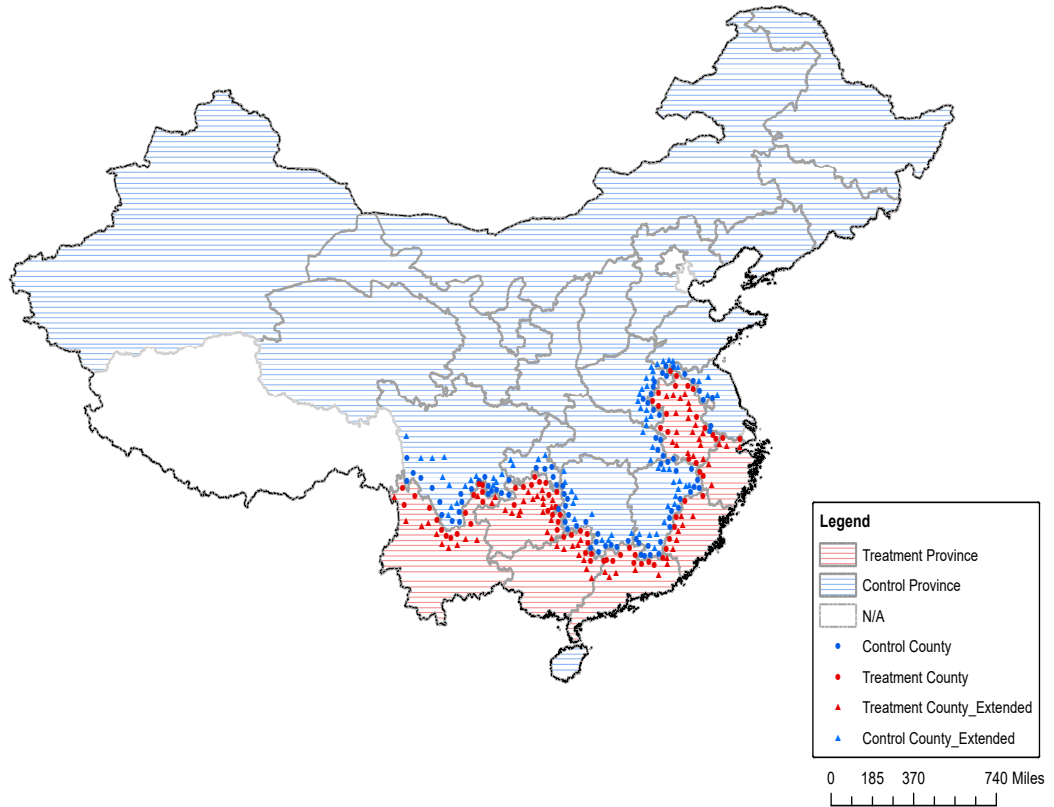 Legend
Treatment Province
Control Province
N/A
Control County
Treatment County
Treatment County_Extended
Control County_Extended
0 185 370 740 Miles